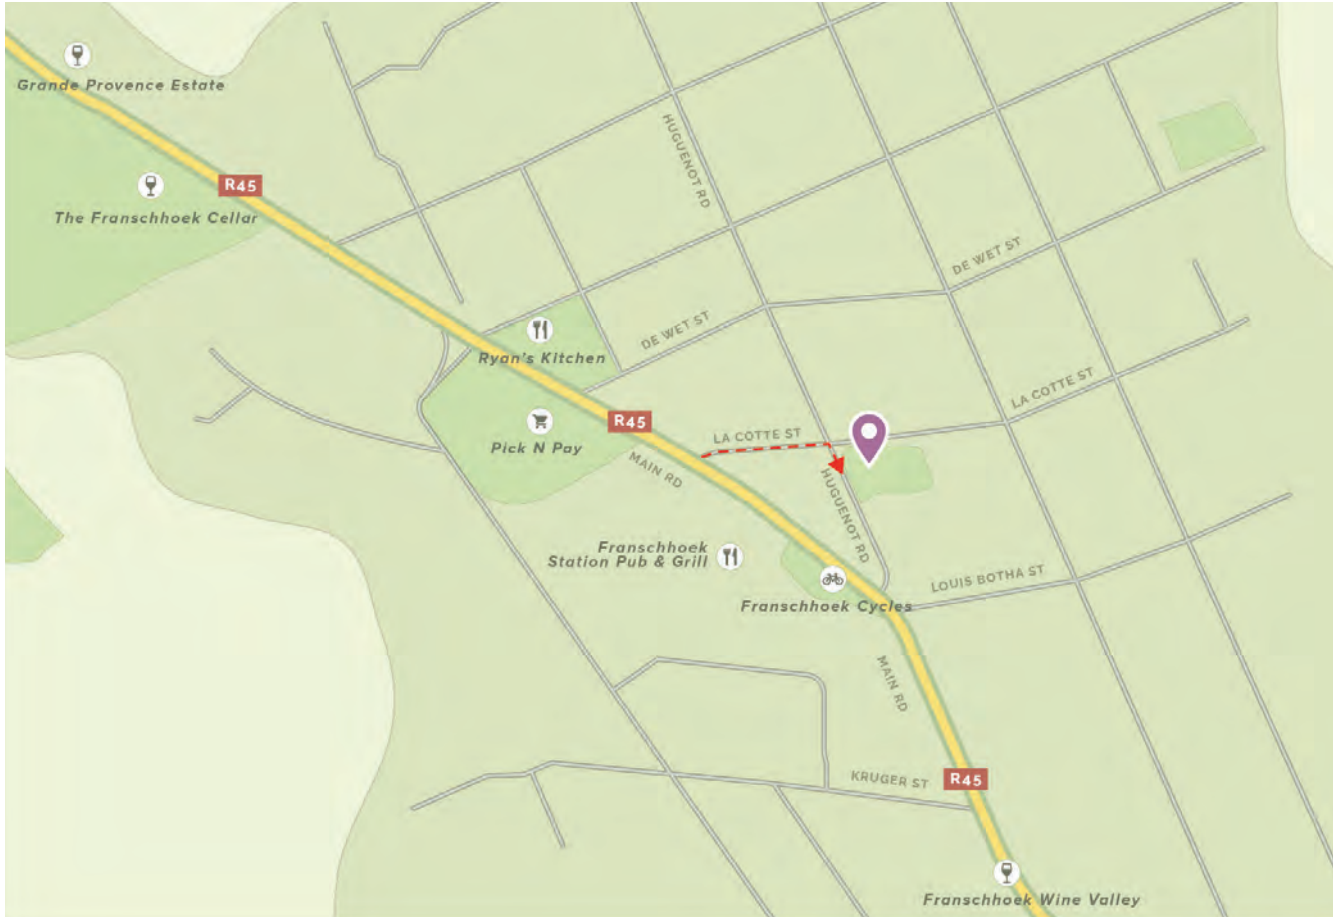 Grande Provence Estate
HUGUENOT RD
R45
The Franschhoek Cellar
DE WET ST
DE WET ST
Ryan's Kitchen
LA COTTE ST
R45
Pick N Pay
LA COTTE ST
MAIN RD
HUGUENOT RD
Franschhoek
Station Pub & Grill
LOUIS BOTHA ST
Franschhoek Cycles
MAIN RD
KRUGER ST
R45
Franschhoek Wine Valley